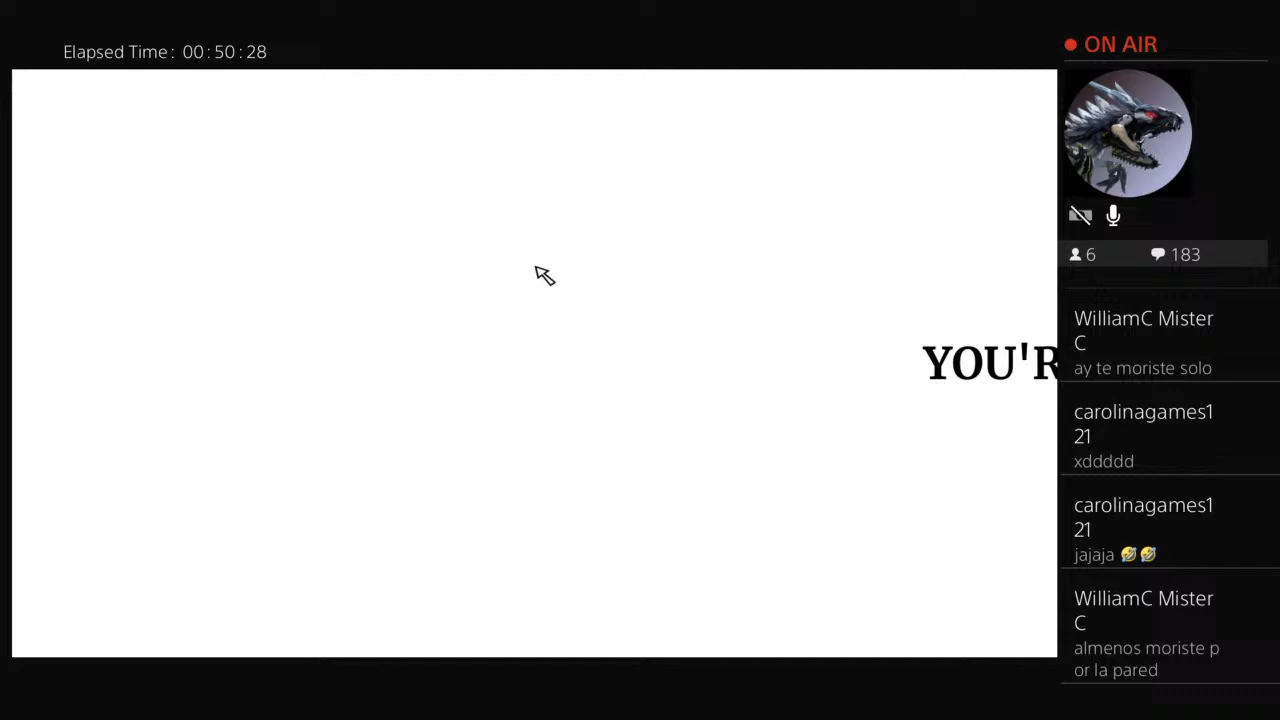 Elapsed Time: 00:50:28
ON AIR
6 183
WilliamC Mister
C
ay te moriste solo
YOU'R
carolinagames1
21
xddddd
carolinagames1
21
jajaja 🤣🤣
WilliamC Mister
C
almenos moriste p
or la pared